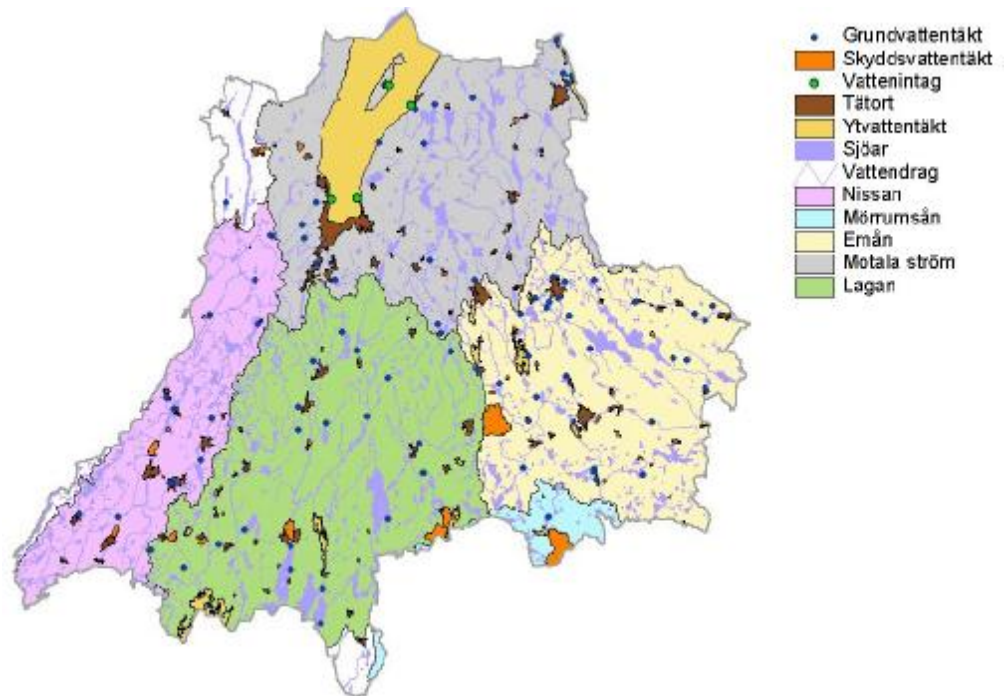 Grundvattentäkt
Skyddsvattentäkt
Vattenintag
Tätort
Ytvattentäkt
Sjöar
Vattendrag
Nissan
Mörrumsån
Emån
Motala ström
Lagan